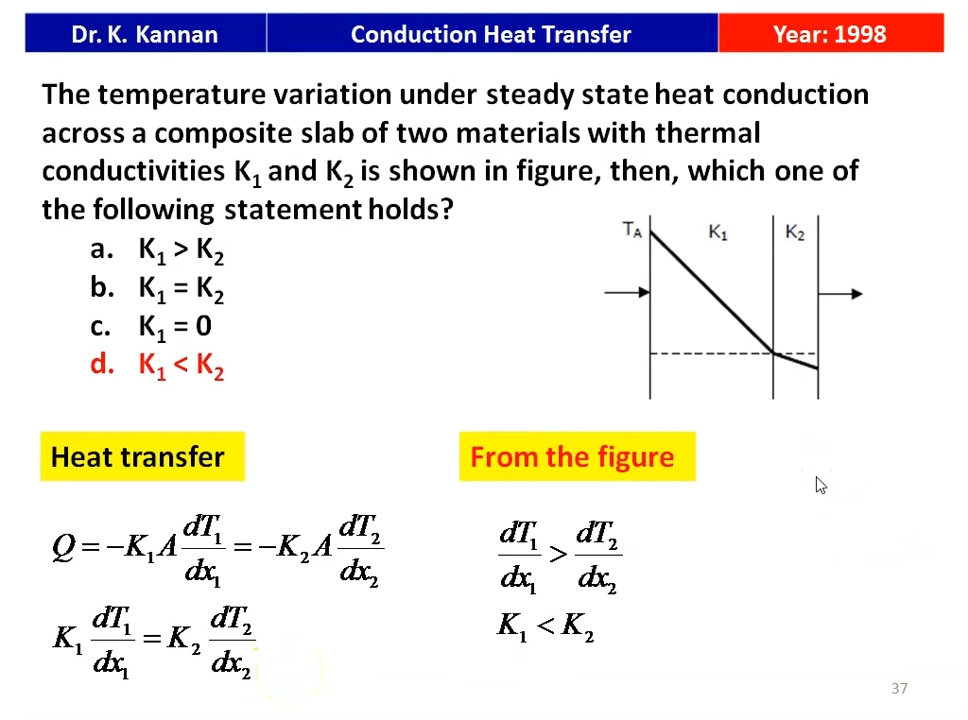 Dr. K. Kannan
Conduction Heat Transfer
Year: 1998
The temperature variation under steady state heat conduction
across a composite slab of two materials with thermal
conductivities K₁ and K₂ is shown in figure, then, which one of
the following statement holds?
a. K₁ > K₂
b. K₁ = K₂
c. K₁ = 0
d. K₁ < K₂
T_A K₁ K₂
Heat transfer
Q = −K₁ A dT₁/dx₁ = −K₂ A dT₂/dx₂
K₁ dT₁/dx₁ = K₂ dT₂/dx₂
From the figure
dT₁/dx₁ > dT₂/dx₂
K₁ < K₂
37